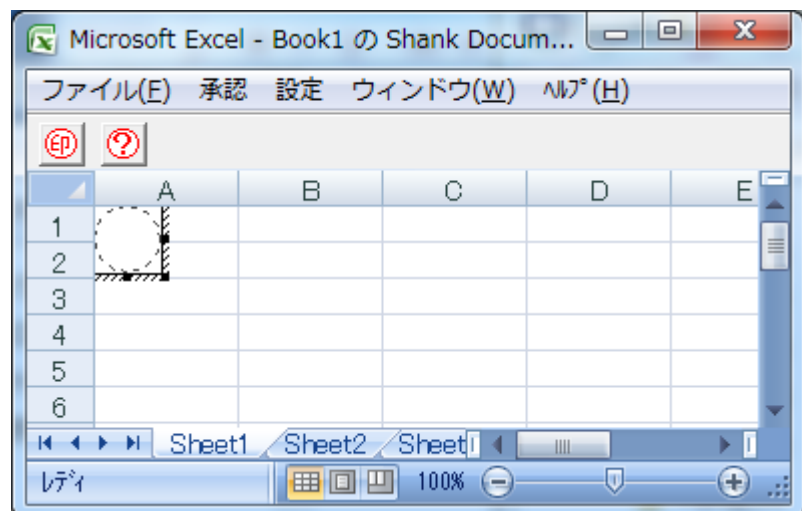 Microsoft Excel - Book1 の Shank Docum...
ファイル(F) 承認 設定 ウィンドウ(W) ﾍﾙﾌﾟ(H)
印 ?
A B C D E
1
2
3
4
5
6
Sheet1 Sheet2 Sheet
ﾚﾃﾞｨ 100%